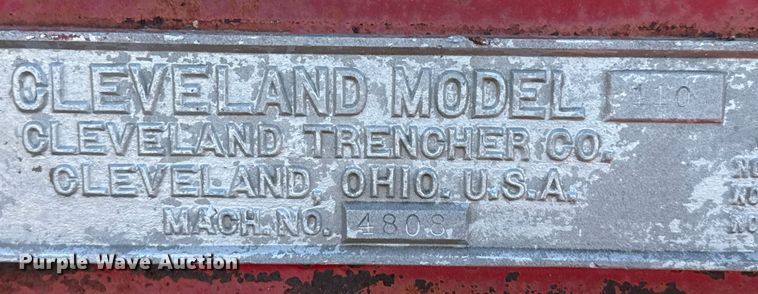 CLEVELAND MODEL 110
CLEVELAND TRENCHER CO.
CLEVELAND, OHIO. U.S.A.
MACH. NO. 4808
Purple Wave Auction